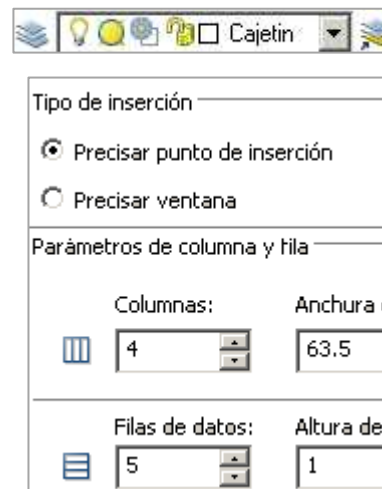 Cajetin
Tipo de inserción
Precisar punto de inserción
Precisar ventana
Parámetros de columna y fila
Columnas: Anchura
4 63.5
Filas de datos: Altura de
5 1